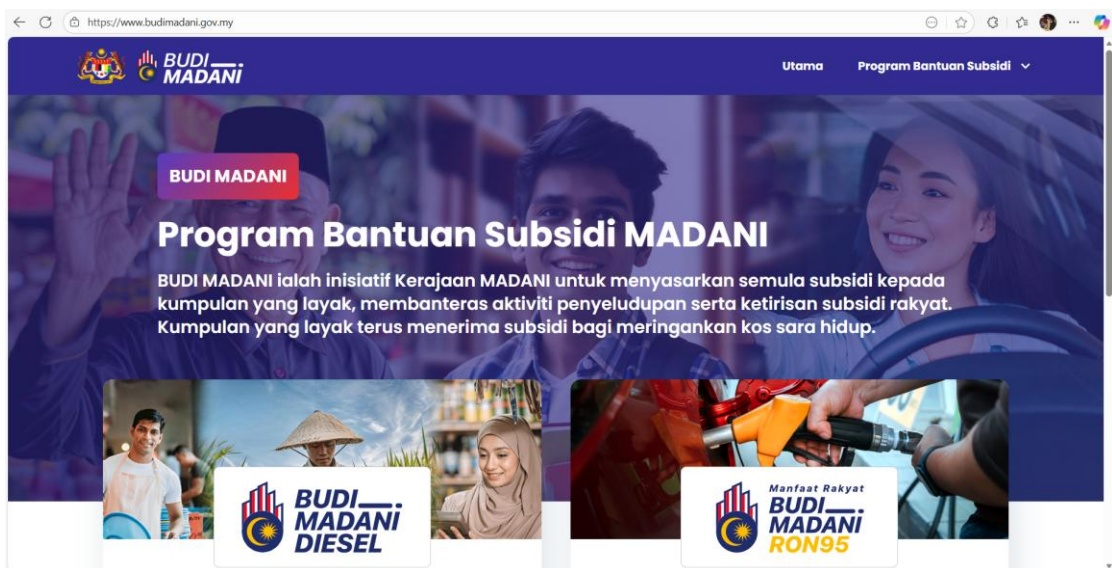 https://www.budimadani.gov.my
BUDI
MADANI
Utama
Program Bantuan Subsidi
BUDI MADANI
Program Bantuan Subsidi MADANI
BUDI MADANI ialah inisiatif Kerajaan MADANI untuk menyasarkan semula subsidi kepada
kumpulan yang layak, membanteras aktiviti penyeludupan serta ketirisan subsidi rakyat.
Kumpulan yang layak terus menerima subsidi bagi meringankan kos sara hidup.
BUDI
MADANI
DIESEL
Manfaat Rakyat
BUDI
MADANI
RON95